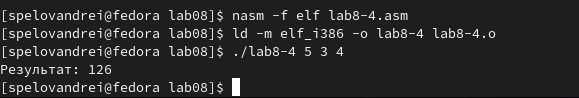 [spelovandrei@fedora lab08]$ nasm -f elf lab8-4.asm
[spelovandrei@fedora lab08]$ ld -m elf_i386 -o lab8-4 lab8-4.o
[spelovandrei@fedora lab08]$ ./lab8-4 5 3 4
Результат: 126
[spelovandrei@fedora lab08]$